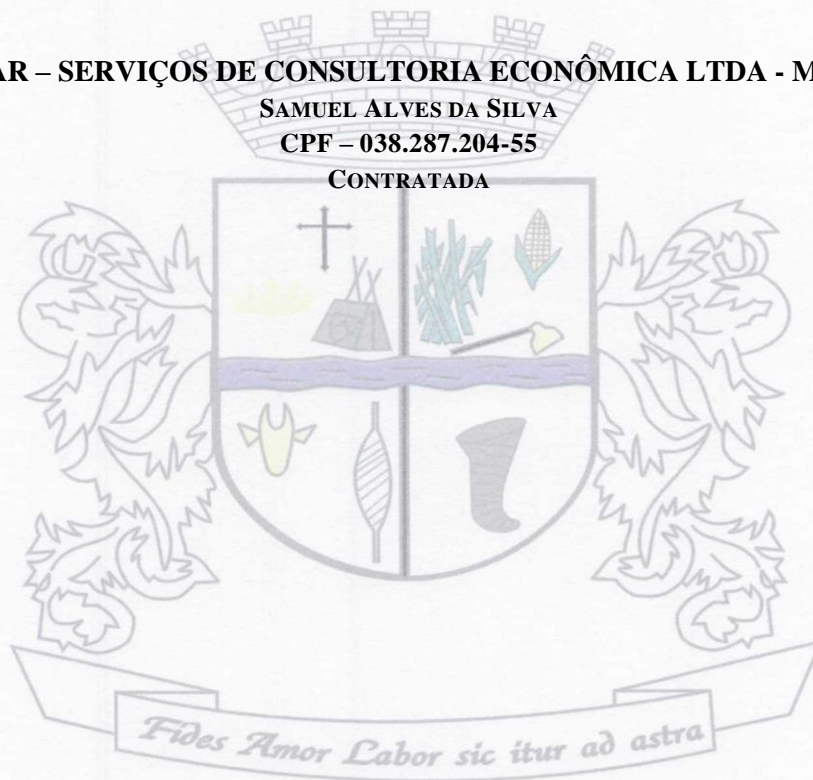 AR – SERVIÇOS DE CONSULTORIA ECONÔMICA LTDA - M
SAMUEL ALVES DA SILVA
CPF – 038.287.204-55
CONTRATADA
Fides Amor Labor sic itur ad astra